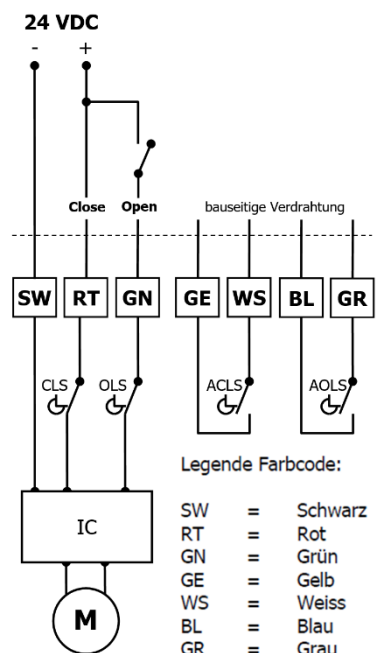 24 VDC
- +
Close Open bauseitige Verdrahtung
SW RT GN GE WS BL GR
CLS OLS ACLS AOLS
Legende Farbcode:
SW = Schwarz
RT = Rot
GN = Grün
GE = Gelb
WS = Weiss
BL = Blau
GR = Grau
IC
M